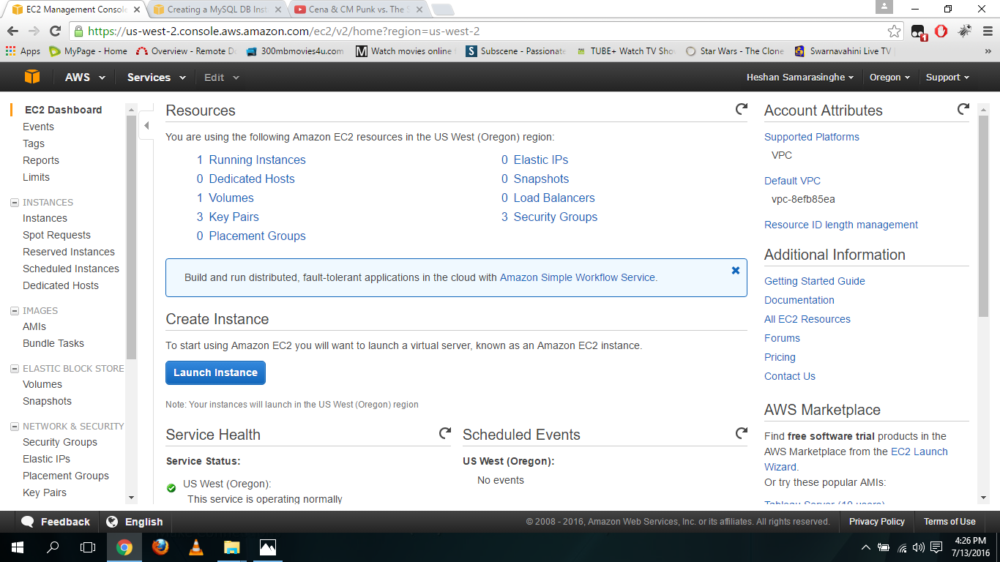 EC2 Management Console
Creating a MySQL DB Inst
Cena & CM Punk vs. The S
https://us-west-2.console.aws.amazon.com/ec2/v2/home?region=us-west-2
1
Apps
MyPage - Home
Overview - Remote D
300mbmovies4u.com
Watch movies online
Subscene - Passionate
TUBE+ Watch TV Sho
Star Wars - The Clone
Swarnavahini Live TV
»
AWS
Services
Edit
Heshan Samarasinghe
Oregon
Support
EC2 Dashboard
Events
Tags
Reports
Limits
INSTANCES
Instances
Spot Requests
Reserved Instances
Scheduled Instances
Dedicated Hosts
IMAGES
AMIs
Bundle Tasks
ELASTIC BLOCK STORE
Volumes
Snapshots
NETWORK & SECURITY
Security Groups
Elastic IPs
Placement Groups
Key Pairs
Resources
You are using the following Amazon EC2 resources in the US West (Oregon) region:
1 Running Instances
0 Elastic IPs
0 Dedicated Hosts
0 Snapshots
1 Volumes
0 Load Balancers
3 Key Pairs
3 Security Groups
0 Placement Groups
Build and run distributed, fault-tolerant applications in the cloud with Amazon Simple Workflow Service.
Create Instance
To start using Amazon EC2 you will want to launch a virtual server, known as an Amazon EC2 instance.
Launch Instance
Note: Your instances will launch in the US West (Oregon) region
Service Health
Service Status:
US West (Oregon):
This service is operating normally
Scheduled Events
US West (Oregon):
No events
Account Attributes
Supported Platforms
VPC
Default VPC
vpc-8efb85ea
Resource ID length management
Additional Information
Getting Started Guide
Documentation
All EC2 Resources
Forums
Pricing
Contact Us
AWS Marketplace
Find free software trial products in the
AWS Marketplace from the EC2 Launch
Wizard.
Or try these popular AMIs:
Tableau Server (10 users)
Feedback
English
© 2008 - 2016, Amazon Web Services, Inc. or its affiliates. All rights reserved.
Privacy Policy
Terms of Use
4:26 PM
7/13/2016